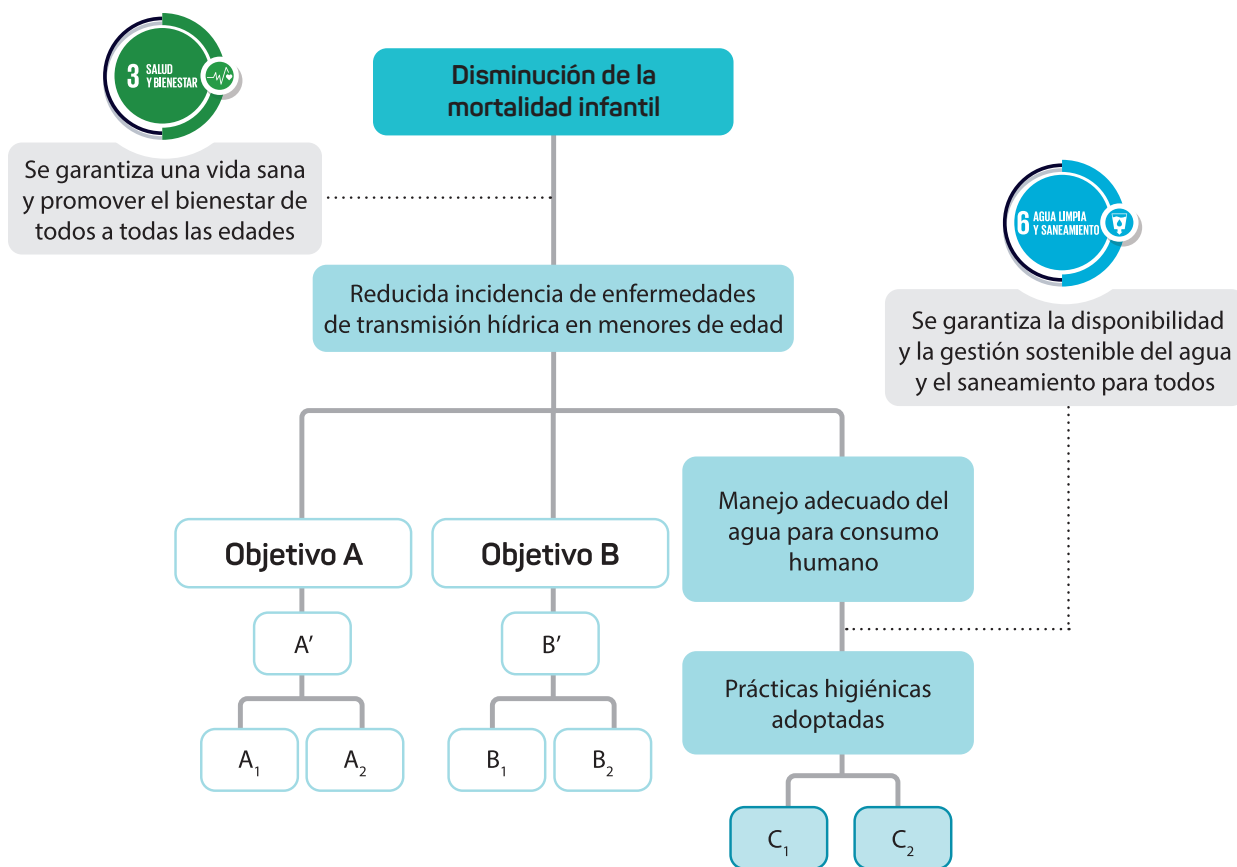 3 SALUD
Y BIENESTAR
Disminución de la
mortalidad infantil
Se garantiza una vida sana
y promover el bienestar de
todos a todas las edades
6 AGUA LIMPIA
Y SANEAMIENTO
Reducida incidencia de enfermedades
de transmisión hídrica en menores de edad
Se garantiza la disponibilidad
y la gestión sostenible del agua
y el saneamiento para todos
Objetivo A
Objetivo B
Manejo adecuado del
agua para consumo
humano
A’
B’
Prácticas higiénicas
adoptadas
A₁
A₂
B₁
B₂
C₁
C₂